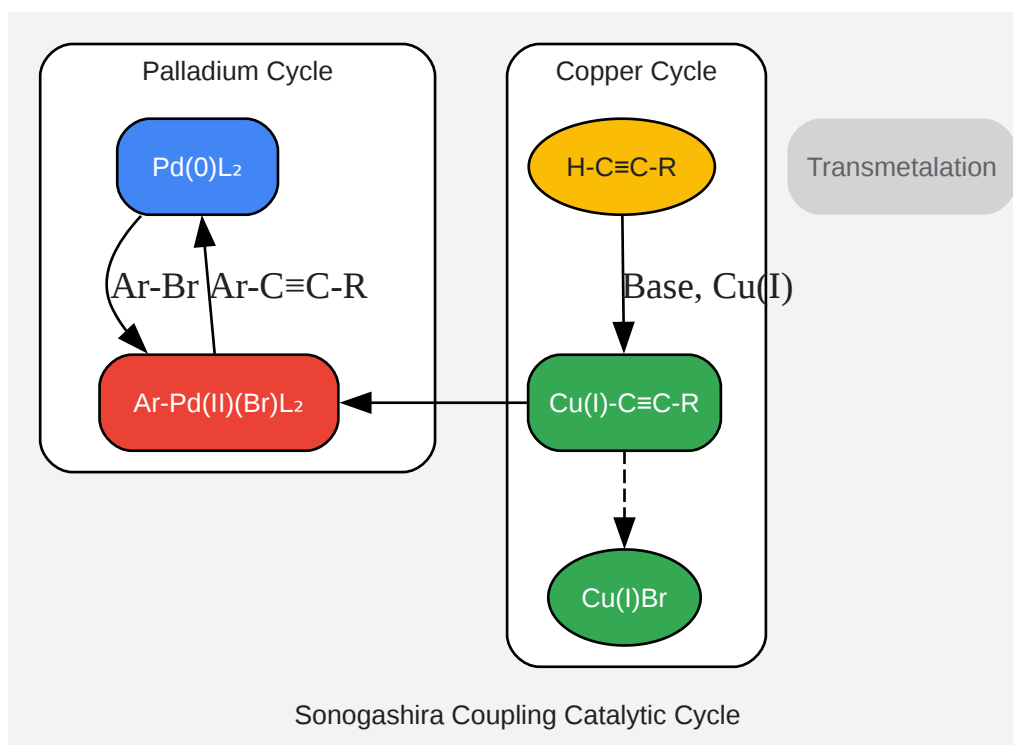 Palladium Cycle
Copper Cycle
Pd(0)L₂
H-C≡C-R
Transmetalation
Ar-Br
Ar-C≡C-R
Base, Cu(I)
Ar-Pd(II)(Br)L₂
Cu(I)-C≡C-R
Cu(I)Br
Sonogashira Coupling Catalytic Cycle